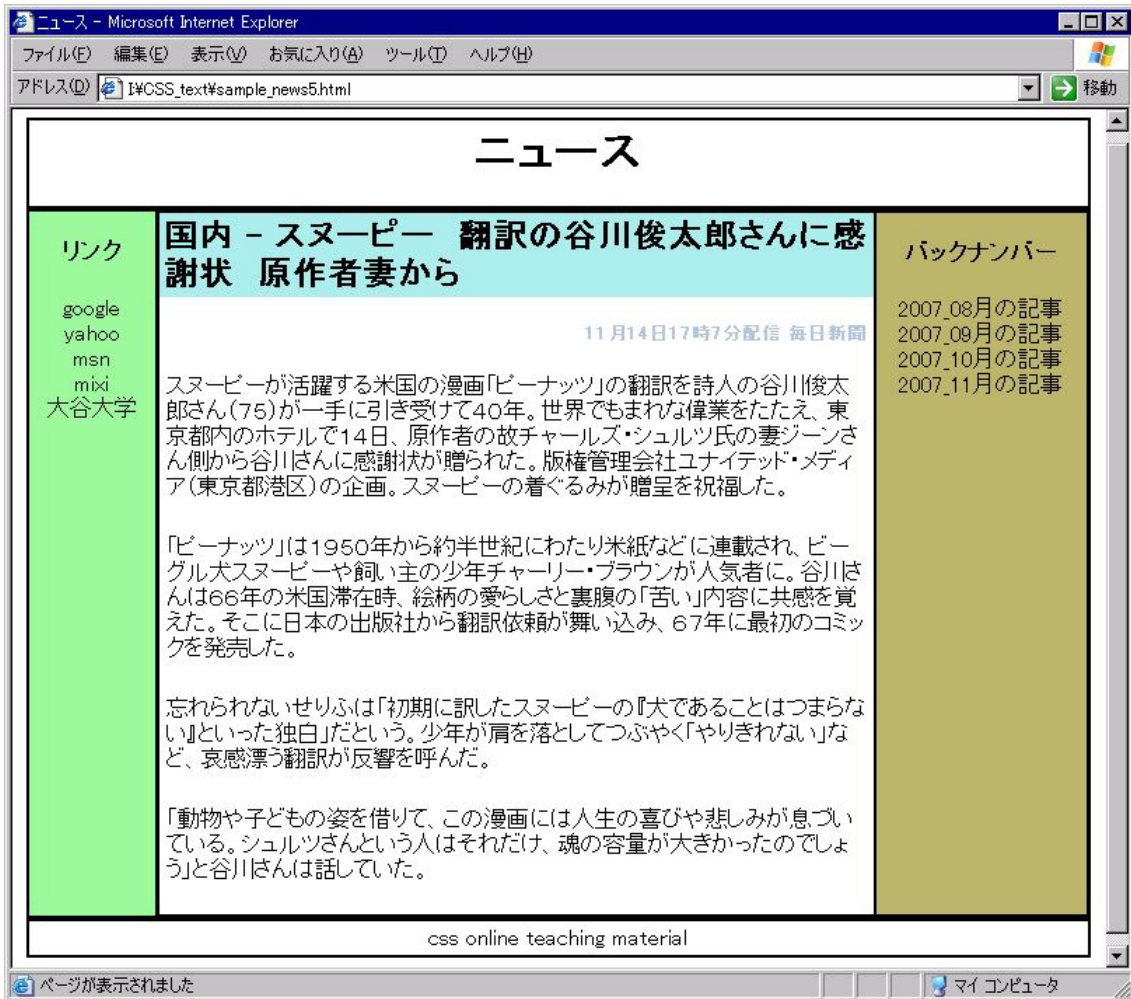 ニュース - Microsoft Internet Explorer
ファイル(F) 編集(E) 表示(V) お気に入り(A) ツール(T) ヘルプ(H)
アドレス(D) I¥CSS_text¥sample_news5.html 移動
ニュース
リンク
google
yahoo
msn
mixi
大谷大学
国内 - スヌーピー 翻訳の谷川俊太郎さんに感
謝状 原作者妻から
11月14日17時7分配信 毎日新聞
スヌーピーが活躍する米国の漫画「ピーナッツ」の翻訳を詩人の谷川俊太
郎さん(75)が一手に引き受けて40年。世界でもまれな偉業をたたえ、東
京都内のホテルで14日、原作者の故チャールズ・シュルツ氏の妻ジーンさ
ん側から谷川さんに感謝状が贈られた。版権管理会社ユナイテッド・メディ
ア(東京都港区)の企画。スヌーピーの着ぐるみが贈呈を祝福した。
「ピーナッツ」は1950年から約半世紀にわたり米紙などに連載され、ビー
グル犬スヌーピーや飼い主の少年チャーリー・ブラウンが人気者に。谷川さ
んは66年の米国滞在時、絵柄の愛らしさと裏腹の「苦い」内容に共感を覚
えた。そこに日本の出版社から翻訳依頼が舞い込み、67年に最初のコミッ
クを発売した。
忘れられないせりふは「初期に訳したスヌーピーの『犬であることはつまらな
い』といった独白」だという。少年が肩を落としてつぶやく「やりきれない」な
ど、哀感漂う翻訳が反響を呼んだ。
「動物や子どもの姿を借りて、この漫画には人生の喜びや悲しみが息づい
ている。シュルツさんという人はそれだけ、魂の容量が大きかったのでしょ
う」と谷川さんは話していた。
バックナンバー
2007_08月の記事
2007_09月の記事
2007_10月の記事
2007_11月の記事
css online teaching material
ページが表示されました マイ コンピュータ